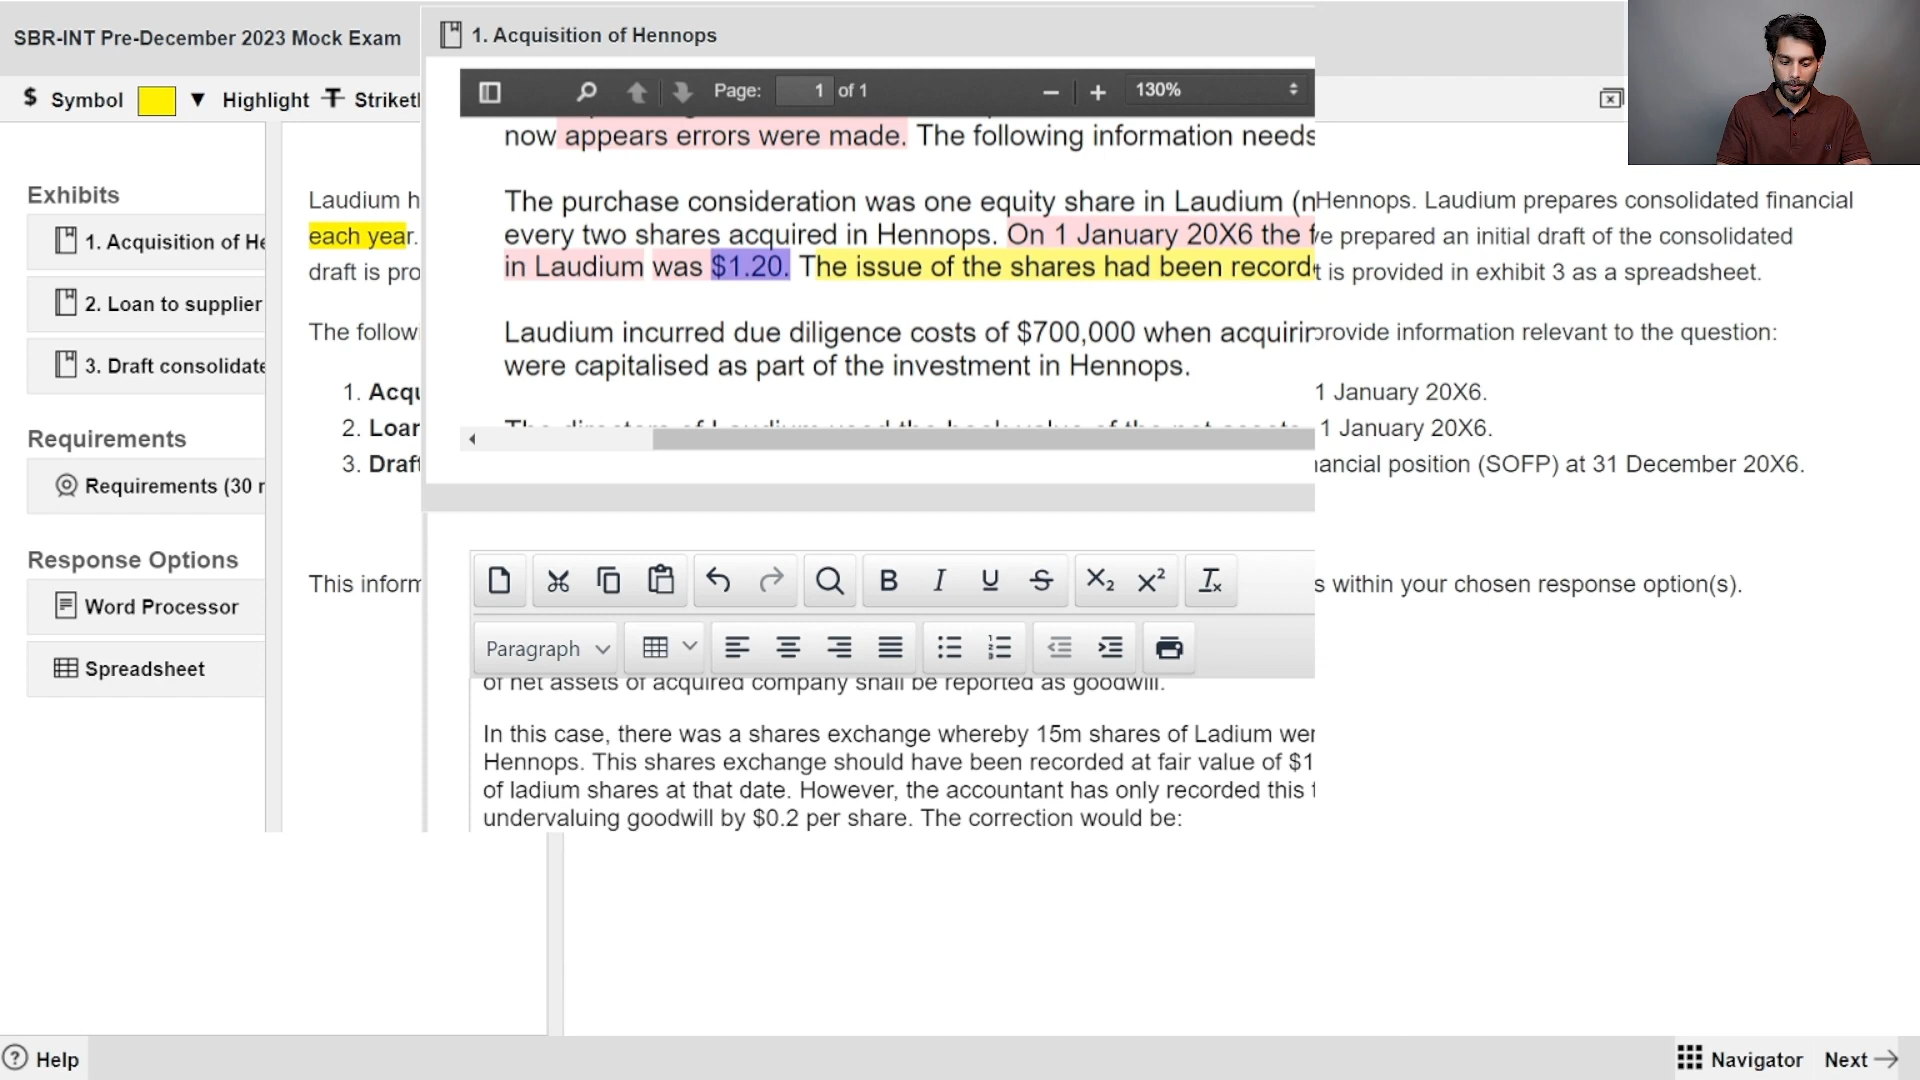 SBR-INT Pre-December 2023 Mock Exam
1. Acquisition of Hennops
$ Symbol ▼ Highlight Striket
Page: 1 of 1 130%
now appears errors were made. The following information needs
Exhibits
1. Acquisition of He
2. Loan to supplier
3. Draft consolidate
Requirements
Requirements (30
Response Options
Word Processor
Spreadsheet
Laudium h
each year.
draft is pro
The follow
1. Acqu
2. Loan
3. Draft
This inform
The purchase consideration was one equity share in Laudium (n
every two shares acquired in Hennops. On 1 January 20X6 the f
in Laudium was $1.20. The issue of the shares had been record
Laudium incurred due diligence costs of $700,000 when acquirin
were capitalised as part of the investment in Hennops.
Hennops. Laudium prepares consolidated financial
ve prepared an initial draft of the consolidated
t is provided in exhibit 3 as a spreadsheet.
provide information relevant to the question:
1 January 20X6.
1 January 20X6.
ancial position (SOFP) at 31 December 20X6.
s within your chosen response option(s).
B I U S X₂ X² Tx
Paragraph
of net assets of acquired company shall be reported as goodwill.
In this case, there was a shares exchange whereby 15m shares of Ladium wer
Hennops. This shares exchange should have been recorded at fair value of $1
of ladium shares at that date. However, the accountant has only recorded this t
undervaluing goodwill by $0.2 per share. The correction would be:
Help
Navigator Next